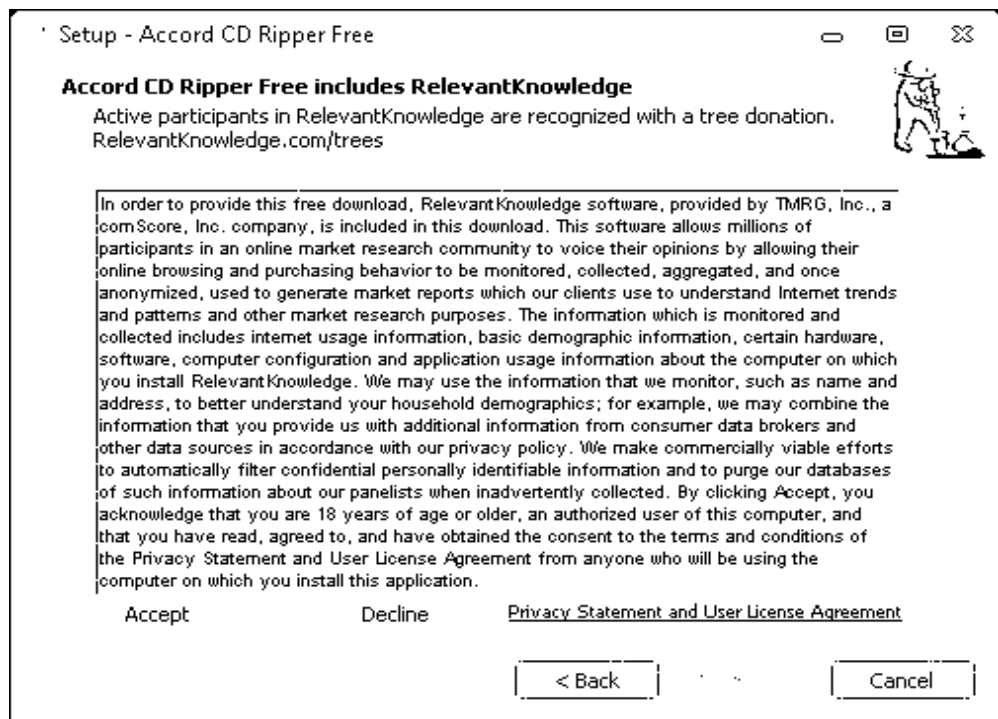 Setup - Accord CD Ripper Free
Accord CD Ripper Free includes RelevantKnowledge
Active participants in RelevantKnowledge are recognized with a tree donation.
RelevantKnowledge.com/trees
In order to provide this free download, RelevantKnowledge software, provided by TMRG, Inc., a
comScore, Inc. company, is included in this download. This software allows millions of
participants in an online market research community to voice their opinions by allowing their
online browsing and purchasing behavior to be monitored, collected, aggregated, and once
anonymized, used to generate market reports which our clients use to understand Internet trends
and patterns and other market research purposes. The information which is monitored and
collected includes internet usage information, basic demographic information, certain hardware,
software, computer configuration and application usage information about the computer on which
you install RelevantKnowledge. We may use the information that we monitor, such as name and
address, to better understand your household demographics; for example, we may combine the
information that you provide us with additional information from consumer data brokers and
other data sources in accordance with our privacy policy. We make commercially viable efforts
to automatically filter confidential personally identifiable information and to purge our databases
of such information about our panelists when inadvertently collected. By clicking Accept, you
acknowledge that you are 18 years of age or older, an authorized user of this computer, and
that you have read, agreed to, and have obtained the consent to the terms and conditions of
the Privacy Statement and User License Agreement from anyone who will be using the
computer on which you install this application.
Accept Decline Privacy Statement and User License Agreement
< Back Cancel